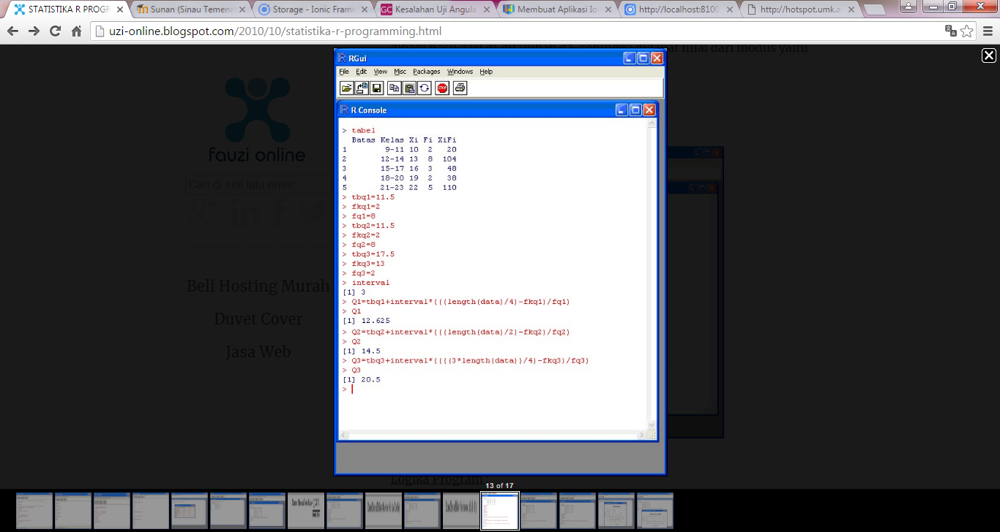 STATISTIKA R PROGR
Sunan (Sinau Temena
Storage - Ionic Frame
Kesalahan Uji Angula
Membuat Aplikasi Io
http://localhost:8100
http://hotspot.umk.a
uzi-online.blogspot.com/2010/10/statistika-r-programming.html
nilai dari modus yaitu
RGui
File Edit View Misc Packages Windows Help
STOP
R Console
> tabel
Batas Kelas Xi Fi XiFi
1 9-11 10 2 20
2 12-14 13 8 104
3 15-17 16 3 48
4 18-20 19 2 38
5 21-23 22 5 110
> tbq1=11.5
> fkq1=2
> fq1=8
> tbq2=11.5
> fkq2=2
> fq2=8
> tbq3=17.5
> fkq3=13
> fq3=2
> interval
[1] 3
> Q1=tbq1+interval*(((length(data)/4)-fkq1)/fq1)
> Q1
[1] 12.625
> Q2=tbq2+interval*(((length(data)/2)-fkq2)/fq2)
> Q2
[1] 14.5
> Q3=tbq3+interval*((((3*length(data))/4)-fkq3)/fq3)
> Q3
[1] 20.5
>
fauzi online
Cari di sini lalu enter
Beli Hosting Murah
Duvet Cover
Jasa Web
Logika Program :
13 of 17